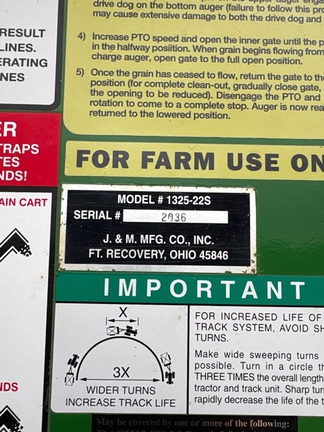 RESULT
LINES.
ERATING
NES
drive dog on the bottom auger (failure to follow this
may cause extensive damage to both the drive dog and
4) Increase PTO speed and open the inner gate until the p
in the halfway posiition. When grain begins flowing from
charge auger, open gate to the full open position.
5) Once the grain has ceased to flow, return the gate to the
position (for complete clean-out, gradually close gate,
the opening to be reduced). Disengage the PTO and
rotation to come to a complete stop. Auger is now rea
returned to the lowered position.
ER
TRAPS
TES
NDS!
FOR FARM USE ON
AIN CART
MODEL # 1325-22S
SERIAL # 2036
J. & M. MFG. CO., INC.
FT. RECOVERY, OHIO 45846
IMPORTANT
X
3X
WIDER TURNS
INCREASE TRACK LIFE
FOR INCREASED LIFE OF
TRACK SYSTEM, AVOID SH
TURNS.
Make wide sweeping turns
possible. Turn in a circle th
THREE TIMES the overall length
tractor and track unit. Sharp tur
rapidly decrease the life of the t
NDS
May be covered by one or more of the following: